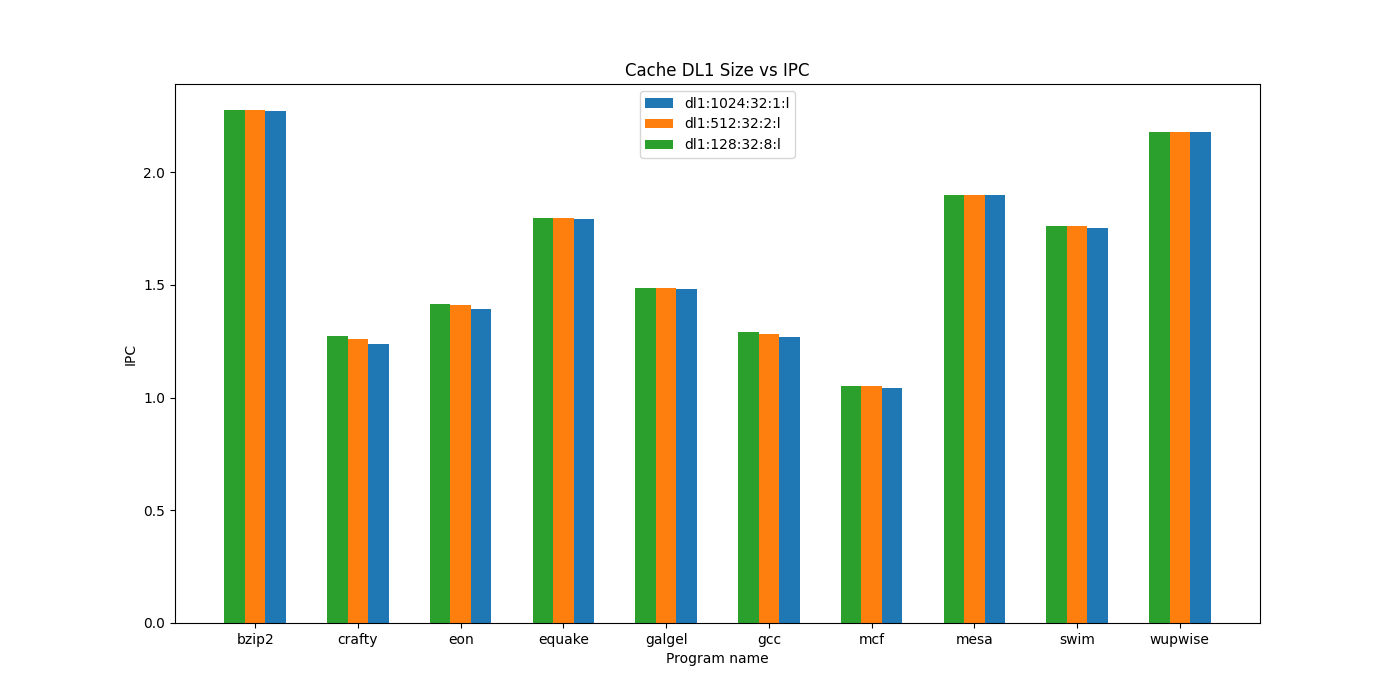 Cache DL1 Size vs IPC
dl1:1024:32:1:l
dl1:512:32:2:l
dl1:128:32:8:l
IPC
2.0
1.5
1.0
0.5
0.0
bzip2 crafty eon equake galgel gcc mcf mesa swim wupwise
Program name